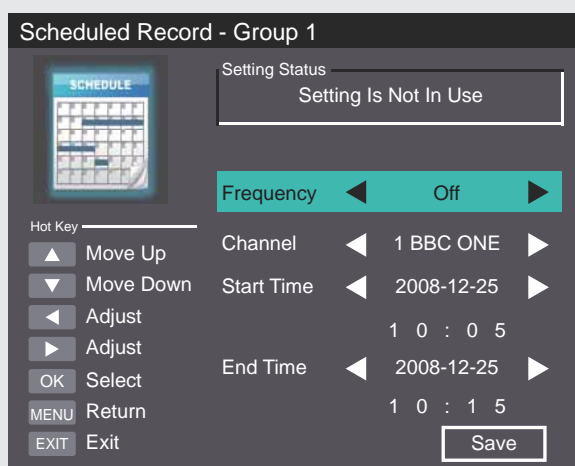 Scheduled Record - Group 1
SCHEDULE
Setting Status
Setting Is Not In Use
Frequency Off
Channel 1 BBC ONE
Start Time 2008-12-25
1 0 : 0 5
End Time 2008-12-25
1 0 : 1 5
Save
Hot Key
Move Up
Move Down
Adjust
Adjust
OK Select
MENU Return
EXIT Exit